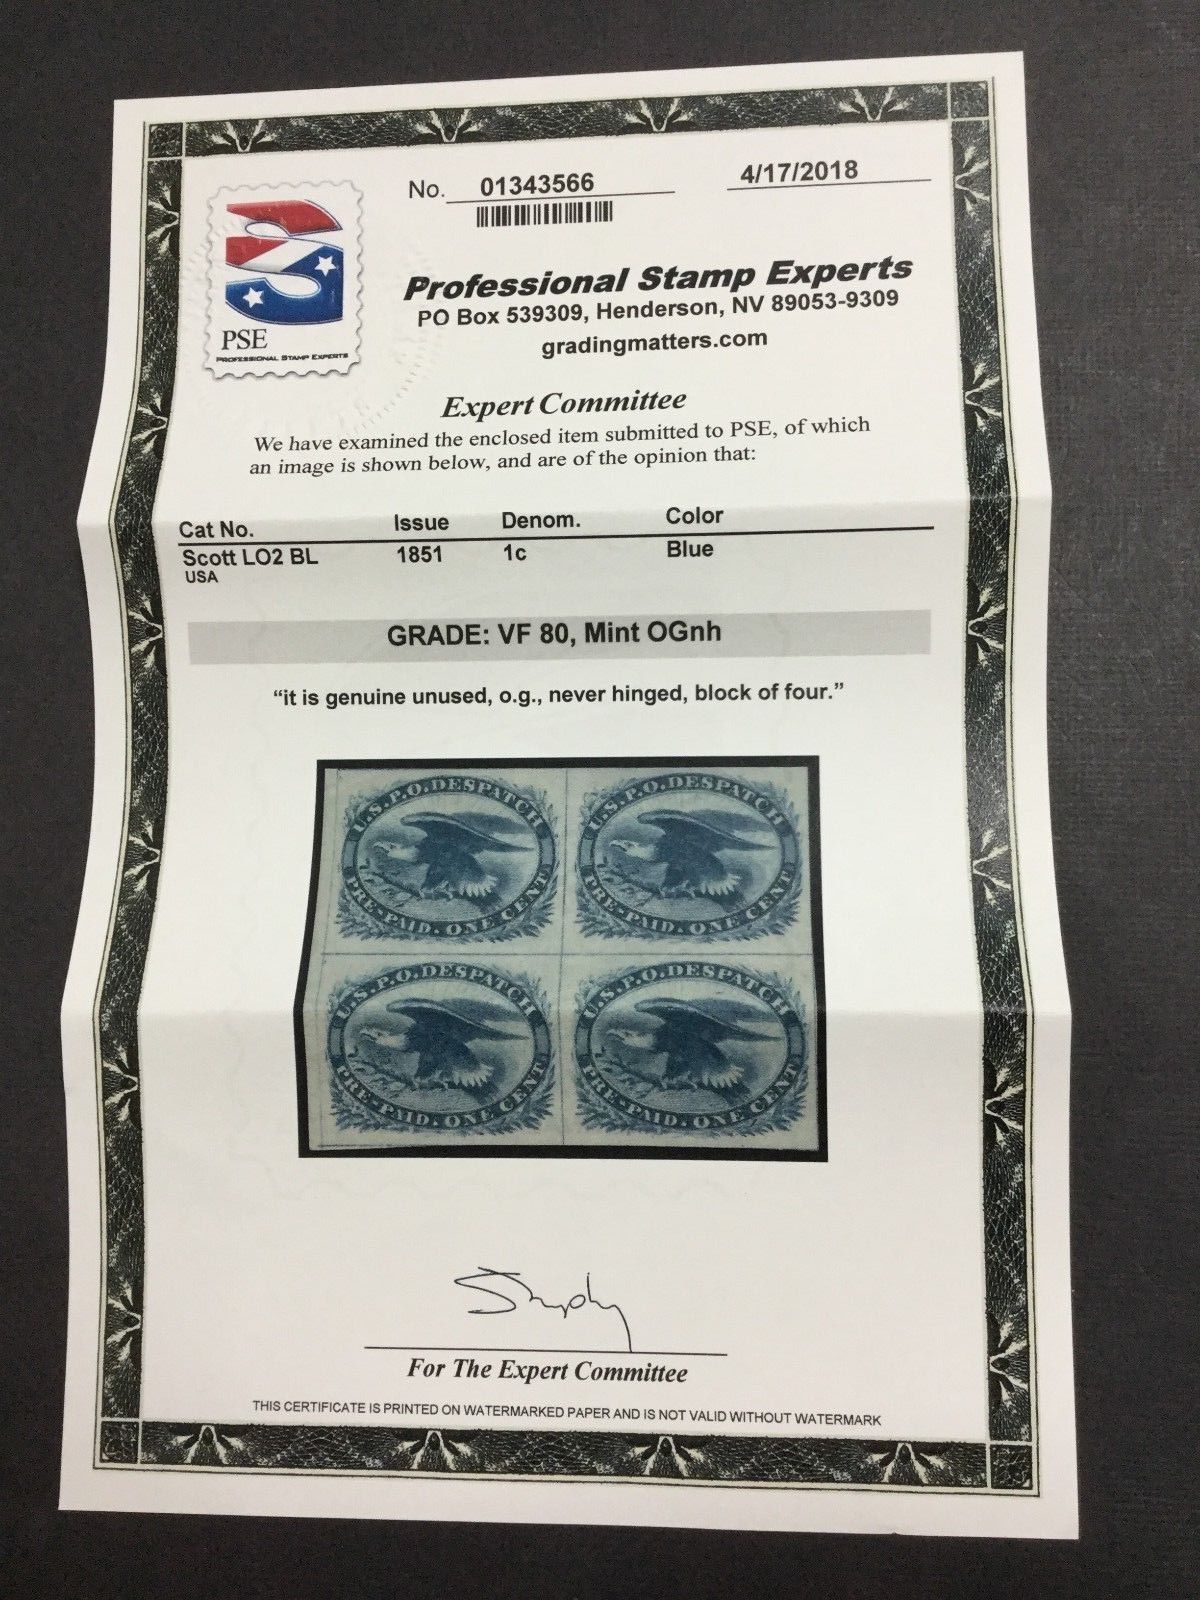 No. 01343566
4/17/2018
PSE
PROFESSIONAL STAMP EXPERTS
Professional Stamp Experts
PO Box 539309, Henderson, NV 89053-9309
gradingmatters.com
Expert Committee
We have examined the enclosed item submitted to PSE, of which
an image is shown below, and are of the opinion that:
Cat No. Issue Denom. Color
Scott LO2 BL 1851 1c Blue
USA
GRADE: VF 80, Mint OGnh
“it is genuine unused, o.g., never hinged, block of four.”
U.S.P.O.DESPATCH
PRE-PAID. ONE CENT
U.S.P.O.DESPATCH
PRE-PAID. ONE CENT
U.S.P.O.DESPATCH
PRE-PAID. ONE CENT
U.S.P.O.DESPATCH
PRE-PAID. ONE CENT
For The Expert Committee
THIS CERTIFICATE IS PRINTED ON WATERMARKED PAPER AND IS NOT VALID WITHOUT WATERMARK